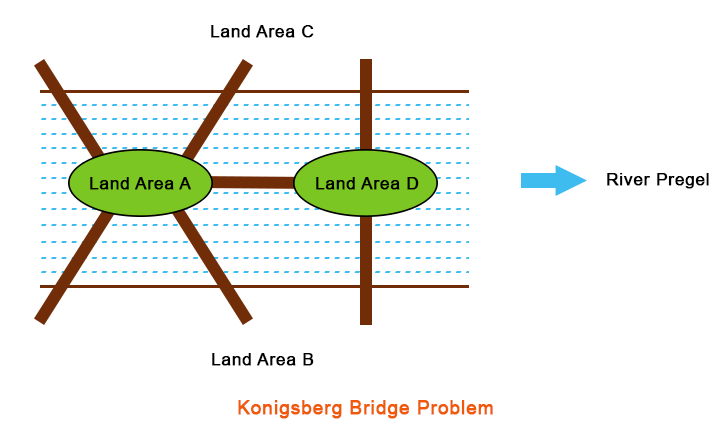 Land Area C
Land Area A
Land Area D
River Pregel
Land Area B
Konigsberg Bridge Problem